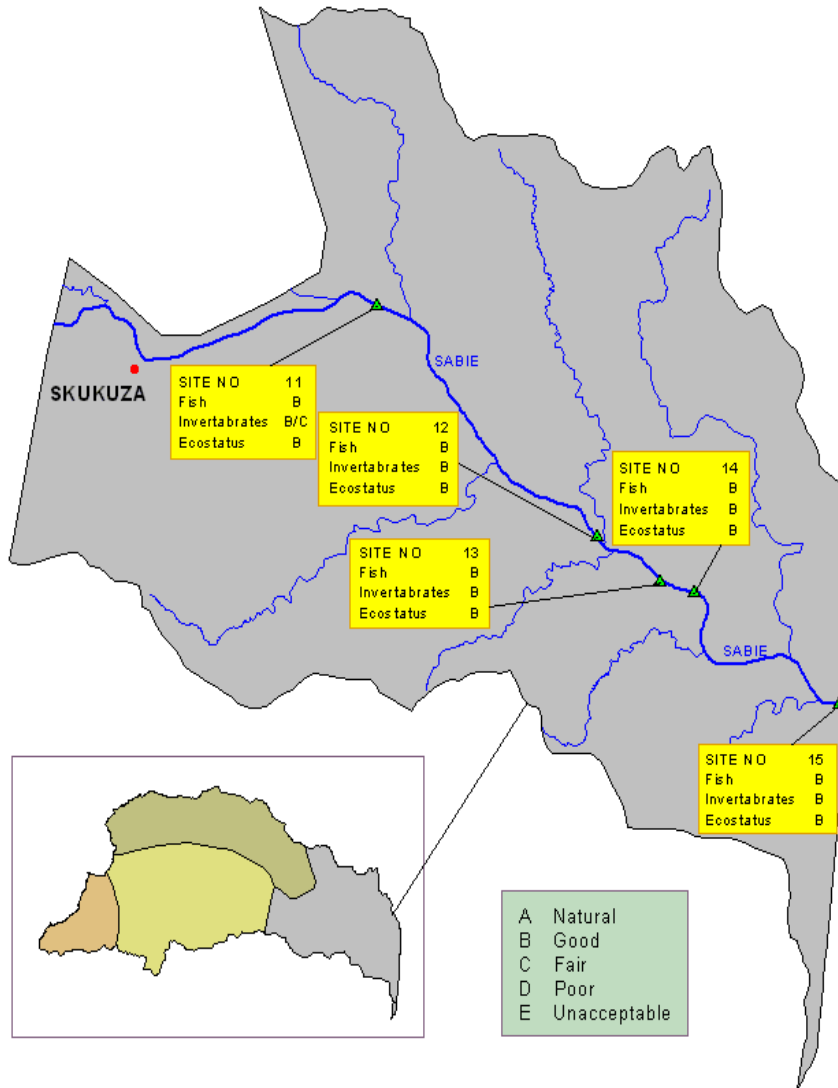 SABIE
SKUKUZA
SITE NO 11
Fish B
Invertabrates B/C
Ecostatus B
SITE NO 12
Fish B
Invertabrates B
Ecostatus B
SITE NO 14
Fish B
Invertabrates B
Ecostatus B
SITE NO 13
Fish B
Invertabrates B
Ecostatus B
SABIE
SITE NO 15
Fish B
Invertabrates B
Ecostatus B
A Natural
B Good
C Fair
D Poor
E Unacceptable